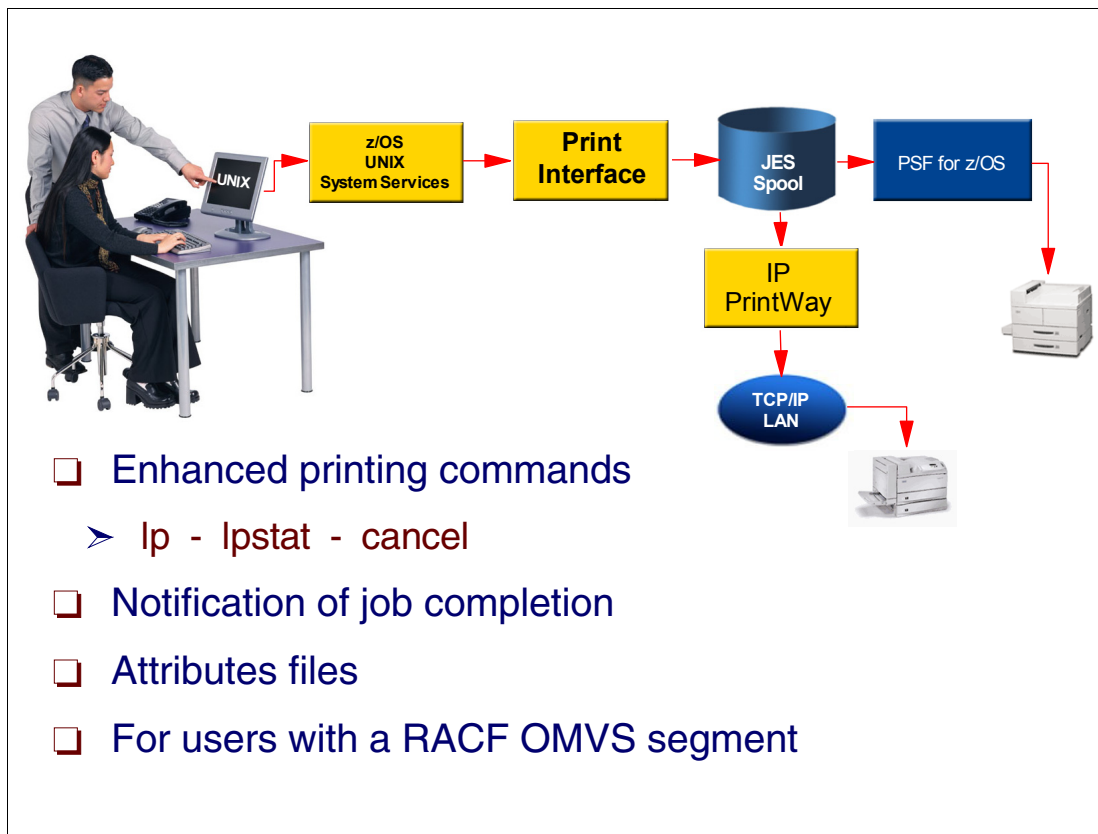 UNIX
z/OS
UNIX
System Services
Print
Interface
JES
Spool
PSF for z/OS
IP
PrintWay
TCP/IP
LAN
Enhanced printing commands
lp - lpstat - cancel
Notification of job completion
Attributes files
For users with a RACF OMVS segment